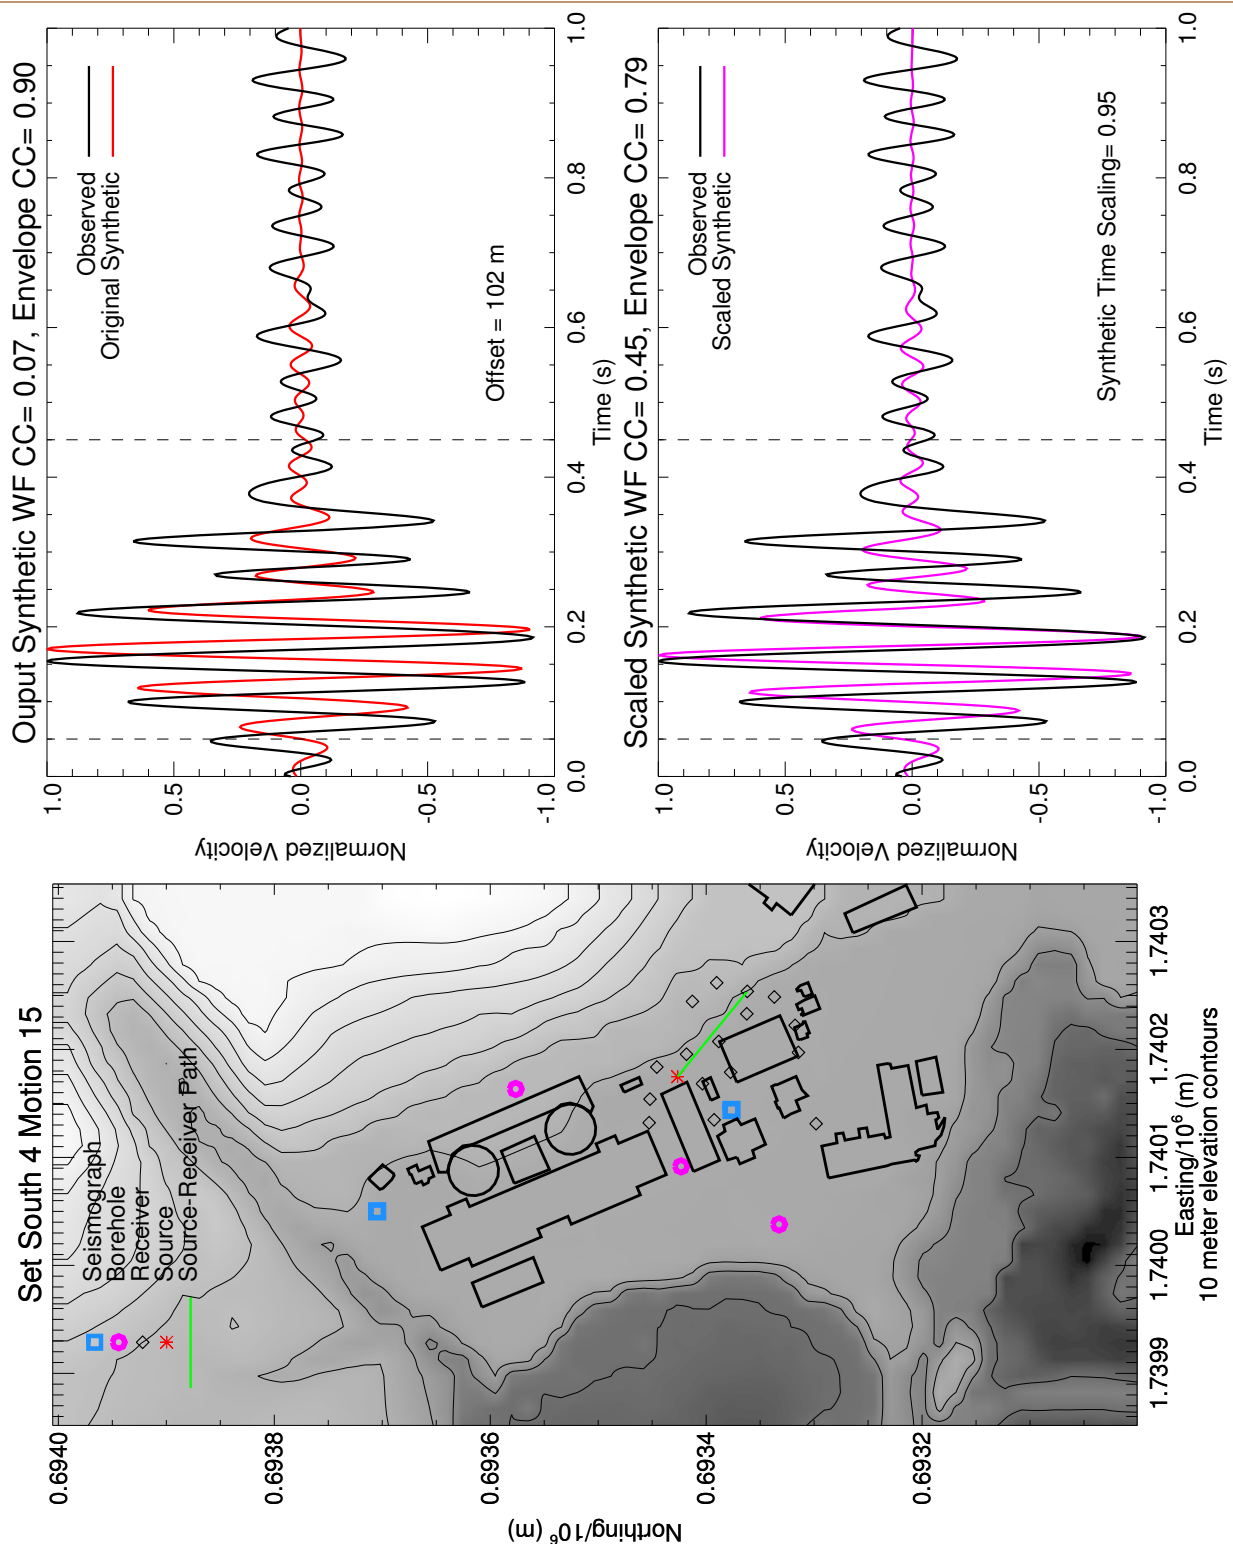 Set South 4 Motion 15
Seismograph
Borehole
Receiver
Source
Source-Receiver Path
0.6940
0.6938
0.6936
0.6934
0.6932
Northing/10⁶ (m)
1.7399
1.7400
1.7401
1.7402
1.7403
Easting/10⁶ (m)
10 meter elevation contours
Ouput Synthetic WF CC= 0.07, Envelope CC= 0.90
Observed
Original Synthetic
Offset = 102 m
1.0
0.5
0.0
-0.5
-1.0
Normalized Velocity
0.0
0.2
0.4
0.6
0.8
1.0
Time (s)
Scaled Synthetic WF CC= 0.45, Envelope CC= 0.79
Observed
Scaled Synthetic
Synthetic Time Scaling= 0.95
1.0
0.5
0.0
-0.5
-1.0
Normalized Velocity
0.0
0.2
0.4
0.6
0.8
1.0
Time (s)